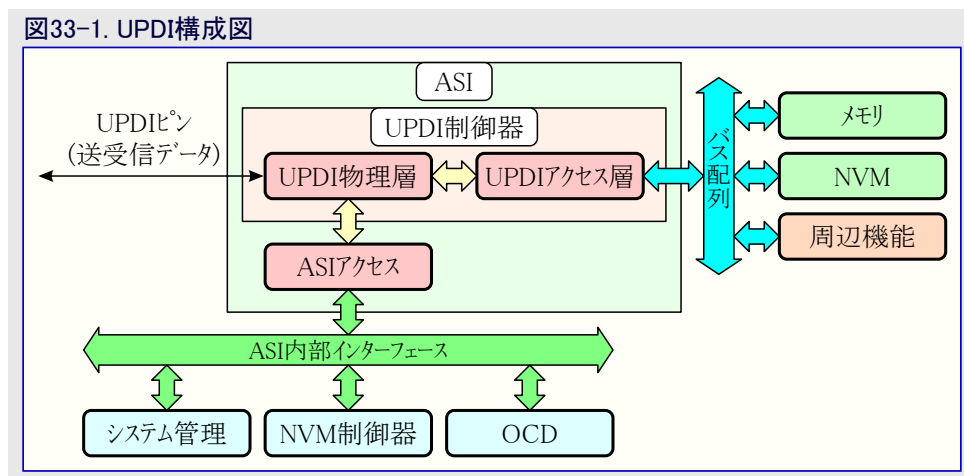 図33-1. UPDI構成図
ASI
UPDIピン
(送受信データ)
UPDI制御器
UPDI物理層
UPDIアクセス層
ASIアクセス
バス配列
メモリ
NVM
周辺機能
ASI内部インターフェース
システム管理
NVM制御器
OCD